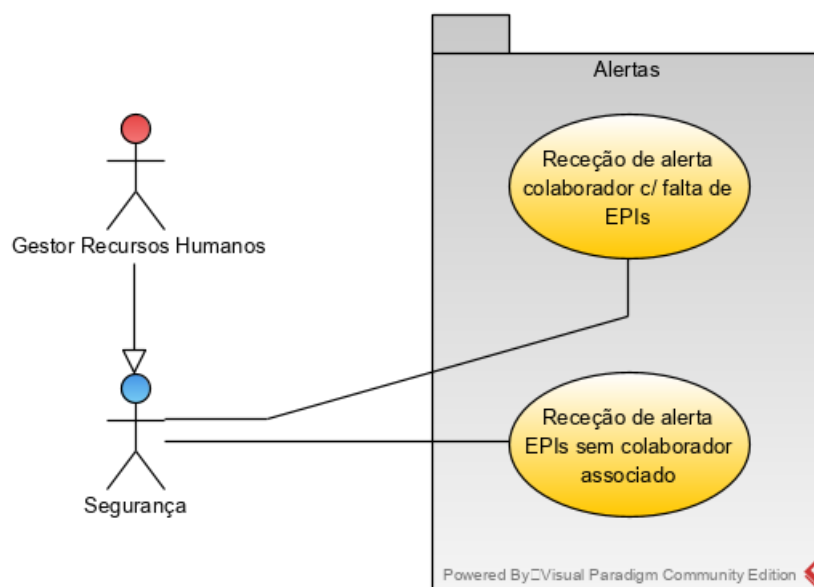 Alertas
Receção de alerta
colaborador c/ falta de
EPIs
Gestor Recursos Humanos
Receção de alerta
EPIs sem colaborador
associado
Segurança
Powered By□Visual Paradigm Community Edition